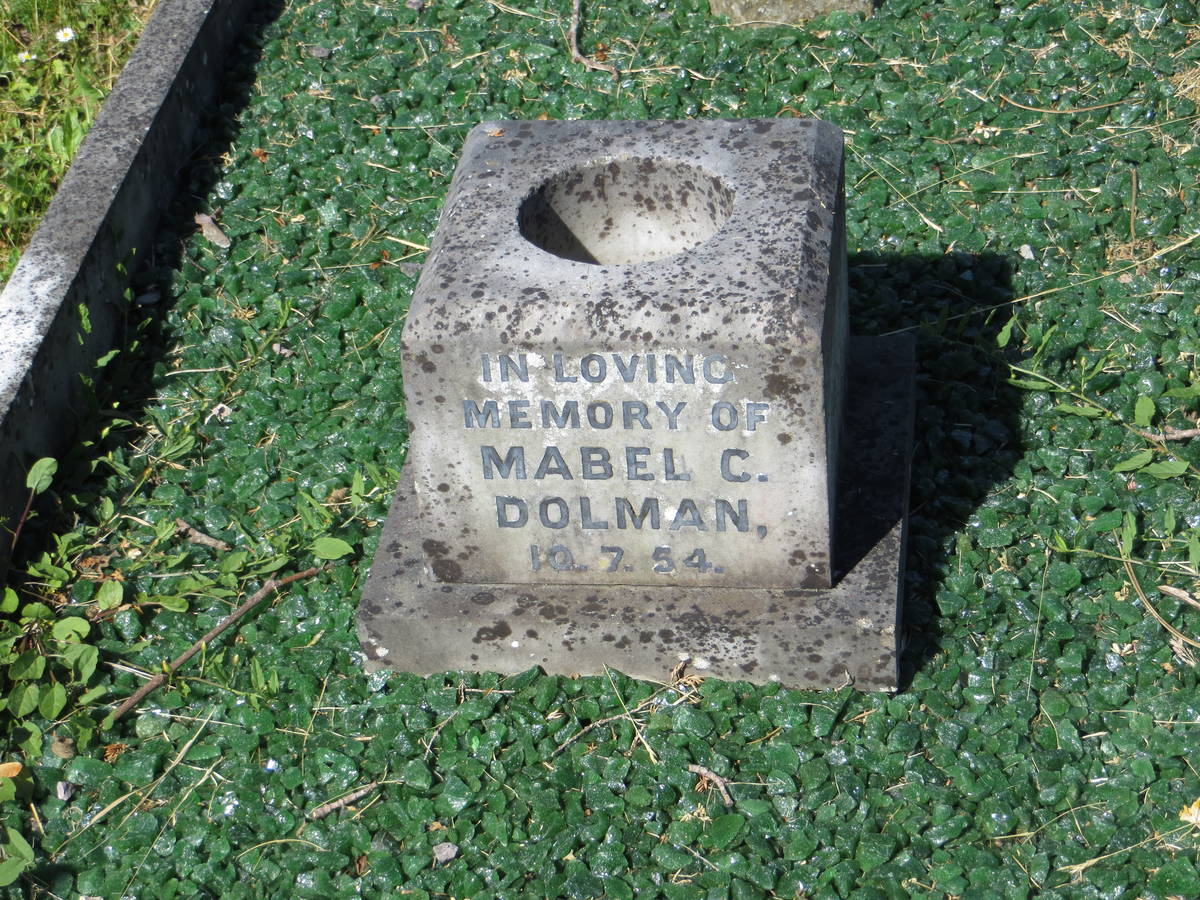 IN LOVING
MEMORY OF
MABEL C.
DOLMAN,
10. 7. 54.